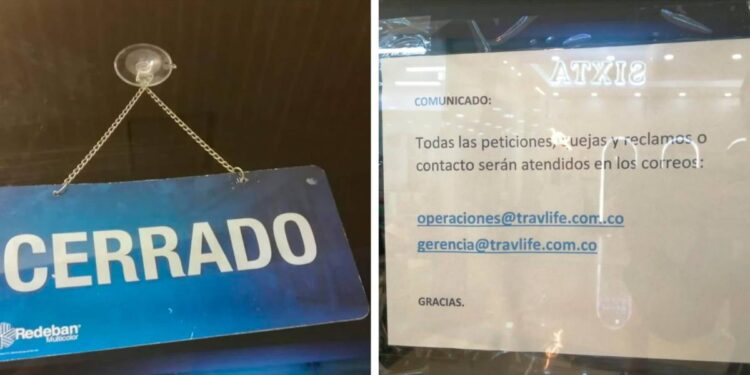 CERRADO
Redeban
Multicolor
SIXTA
COMUNICADO:
Todas las peticiones, quejas y reclamos o
contacto serán atendidos en los correos:
operaciones@travlife.com.co
gerencia@travlife.com.co
GRACIAS.